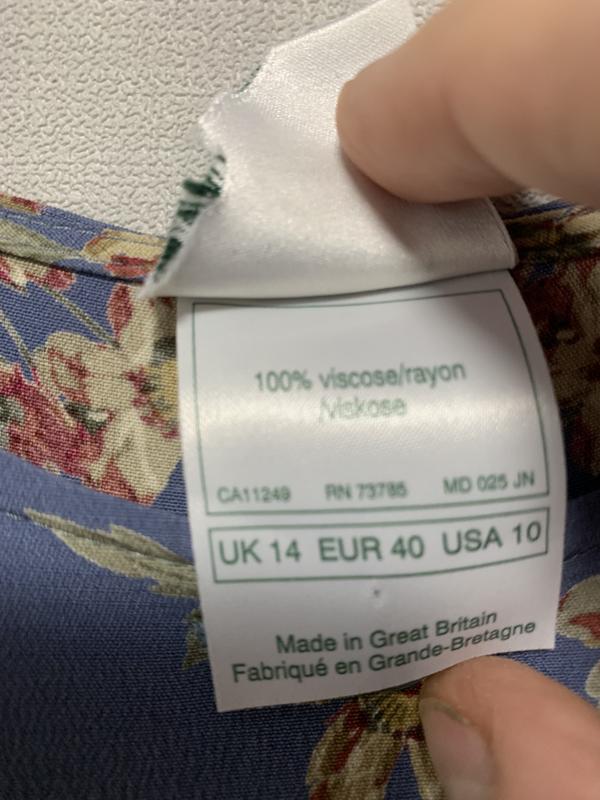 100% viscose/rayon
/viskose
CA11249 RN 73785 MD 025 JN
UK 14 EUR 40 USA 10
Made in Great Britain
Fabriqué en Grande-Bretagne